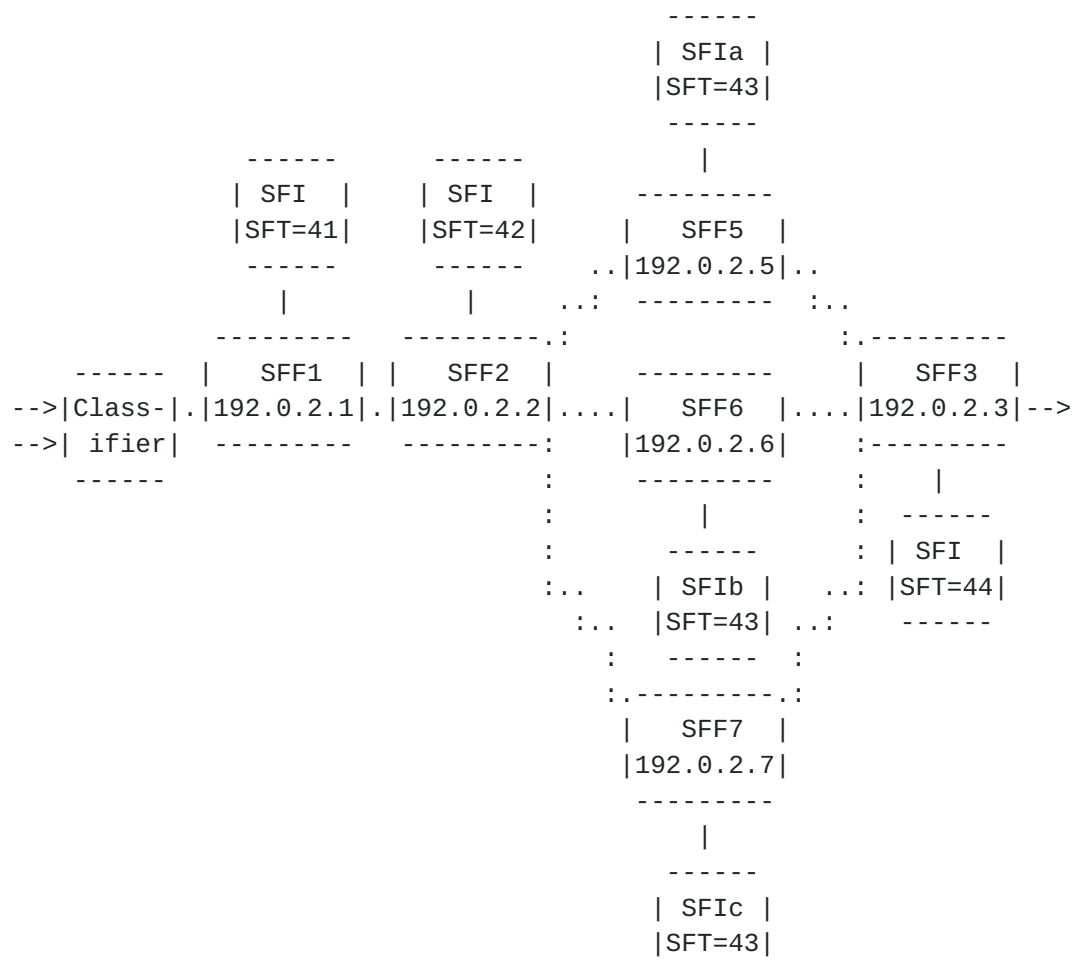 ------
                                           | SFIa |
                                           |SFT=43|
                                            ------
                ------      ------            |
               | SFI  |    | SFI  |       ---------
               |SFT=41|    |SFT=42|      |   SFF5  |
                ------      ------    ..|192.0.2.5|..
                  |           |     ..:  ---------  :..
              ---------   ---------.:                 :.---------
     ------  |   SFF1  | |   SFF2  |     ---------     |   SFF3  |
 -->|Class-|.|192.0.2.1|.|192.0.2.2|....|   SFF6  |....|192.0.2.3|-->
 -->| ifier|  ---------   ---------:    |192.0.2.6|    :---------
     ------                        :     ---------     :    |
                                   :         |         :  ------
                                   :       ------      : | SFI  |
                                   :..    | SFIb |   ..: |SFT=44|
                                     :..  |SFT=43| ..:    ------
                                       :   ------  :
                                       :.---------.:
                                        |   SFF7  |
                                        |192.0.2.7|
                                         ---------
                                             |
                                           ------
                                          | SFIc |
                                          |SFT=43|